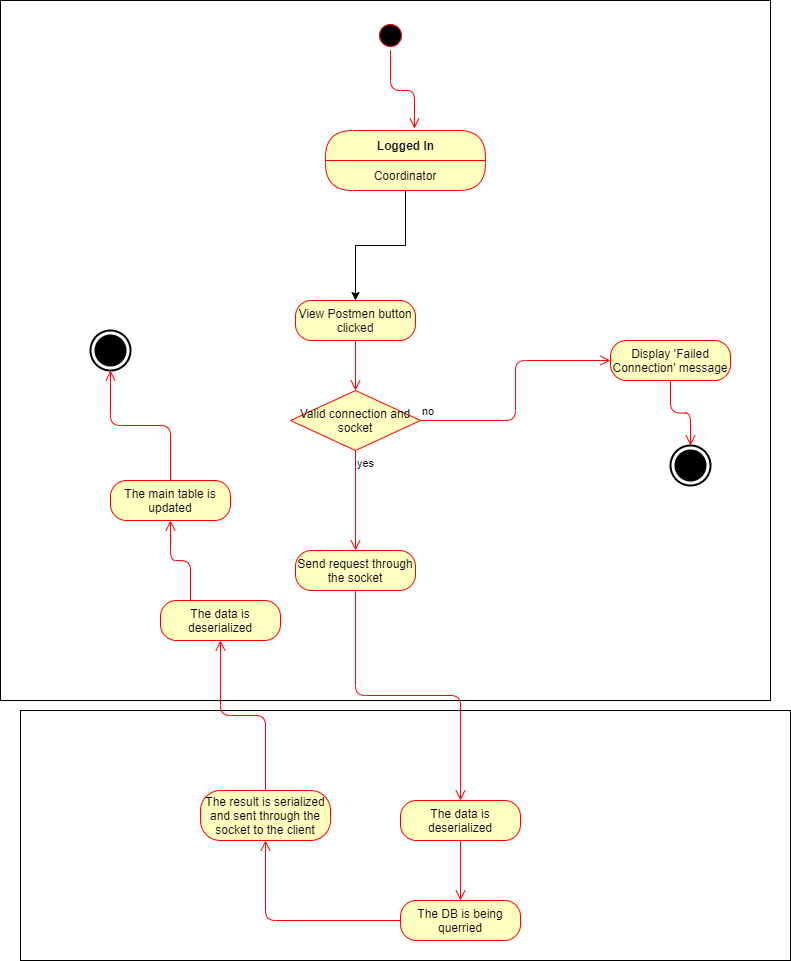 Logged In
Coordinator
View Postmen button
clicked
Display 'Failed
Connection' message
Valid connection and
socket
no
yes
The main table is
updated
Send request through
the socket
The data is
deserialized
The result is serialized
and sent through the
socket to the client
The data is
deserialized
The DB is being
querried